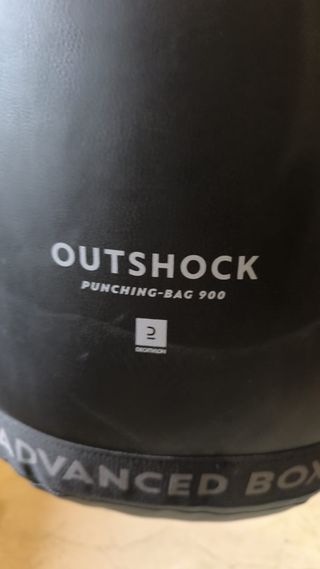 OUTSHOCK
PUNCHING-BAG 900
DECATHLON
ADVANCED BOX